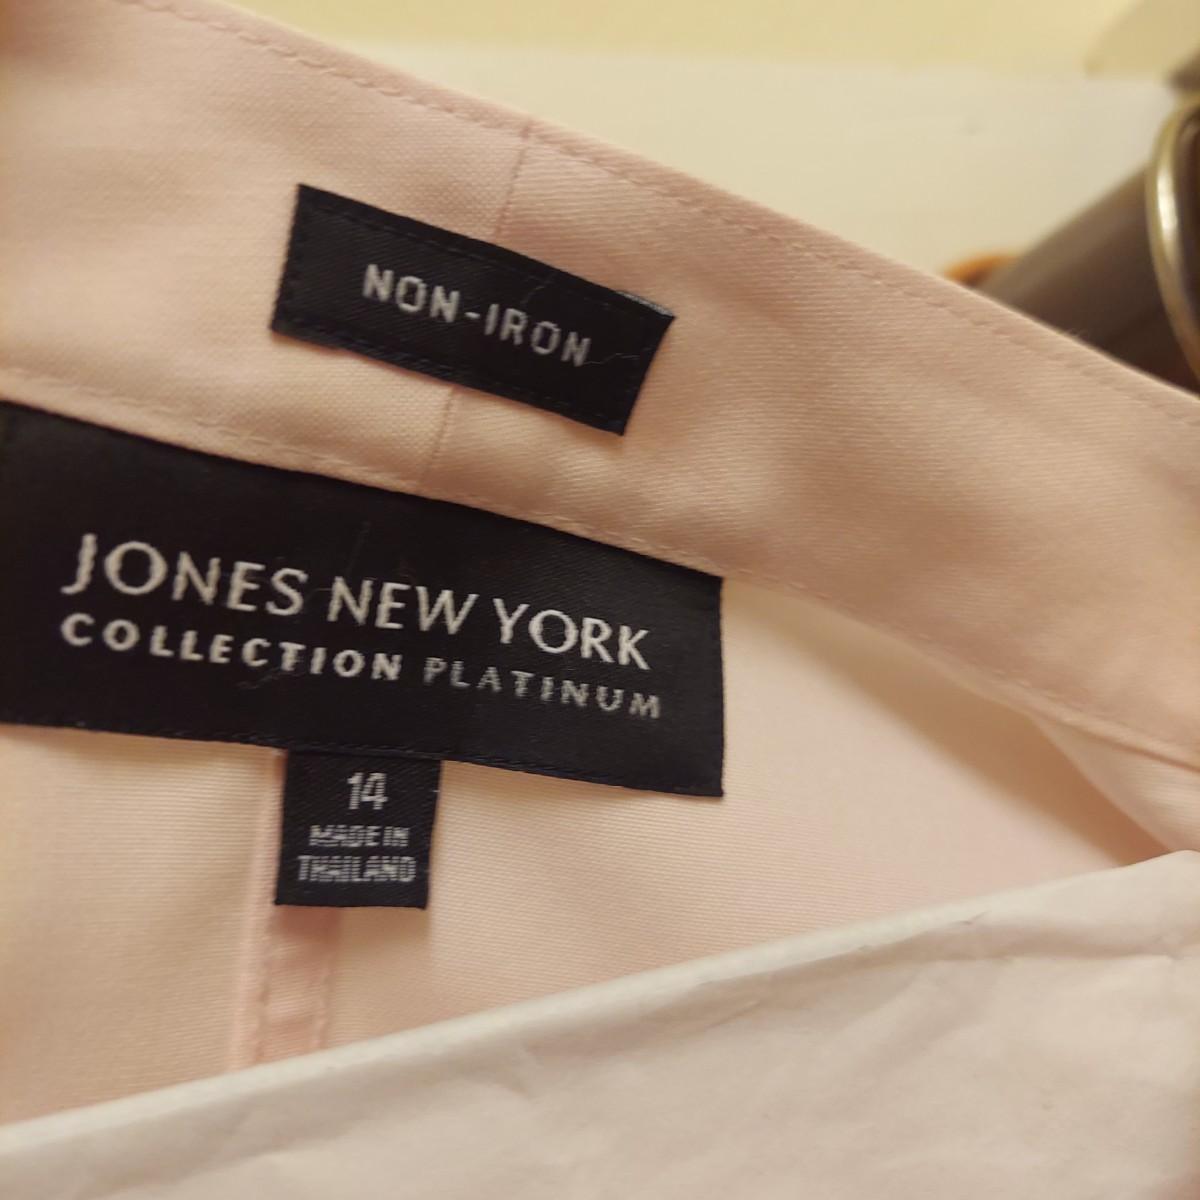 NON-IRON
JONES NEW YORK
COLLECTION PLATINUM
14
MADE IN
THAILAND